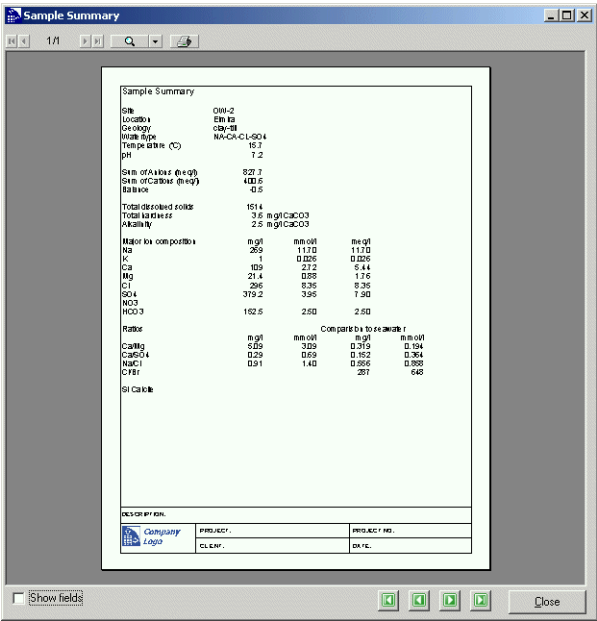 Sample Summary
1/1
Sample Summary
Site OW-2
Location Elmira
Geology clay-till
Watertype NA-CA-CL-SO4
Temperature (°C) 15.7
pH 7.2
Sum of Anions (meq/l) 827.7
Sum of Cations (meq/l) 400.6
Balance -0.5
Total dissolved solids 1514
Total hardness 3.6 mg/l CaCO3
Alkalinity 2.5 mg/l CaCO3
Major ion composition mg/l mmol/l meq/l
Na 269 11.70 11.70
K 1 0.026 0.026
Ca 109 2.72 5.44
Mg 21.4 0.88 1.76
Cl 296 8.35 8.35
SO4 379.2 3.95 7.90
NO3
HCO3 152.5 2.50 2.50
Ratios Comparisbn to seawater
mg/l mmol/l mg/l mmol/l
Ca/Mg 5.09 3.09 0.319 0.194
Ca/SO4 0.29 0.69 0.152 0.364
Na/Cl 0.91 1.40 0.556 0.858
Cl/Br 287 648
SI Calcite
DESCRIPTION:
Company Logo
PROJECT: PROJECT NO.
CLIENT: DATE:
Show fields
Close